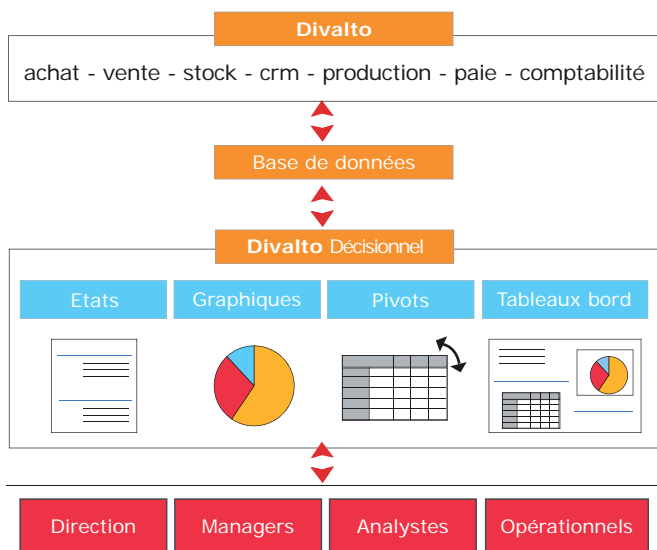 Divalto
achat - vente - stock - crm - production - paie - comptabilité
Base de données
Divalto Décisionnel
Etats Graphiques Pivots Tableaux bord
Direction Managers Analystes Opérationnels